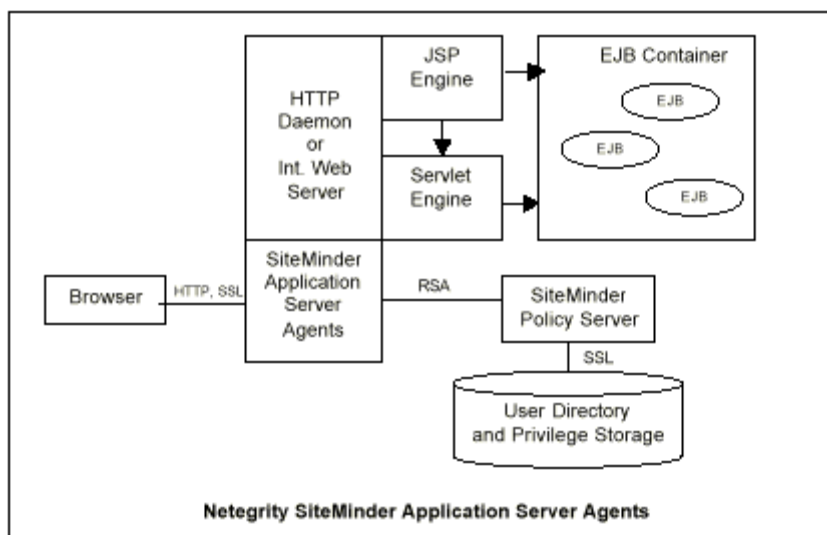 JSP
Engine
EJB Container
EJB
HTTP
Daemon
or
Int. Web
Server
EJB
Servlet
Engine
EJB
SiteMinder
Application
Server
Agents
Browser
HTTP, SSL
RSA
SiteMinder
Policy Server
SSL
User Directory
and Privilege Storage
Netegrity SiteMinder Application Server Agents